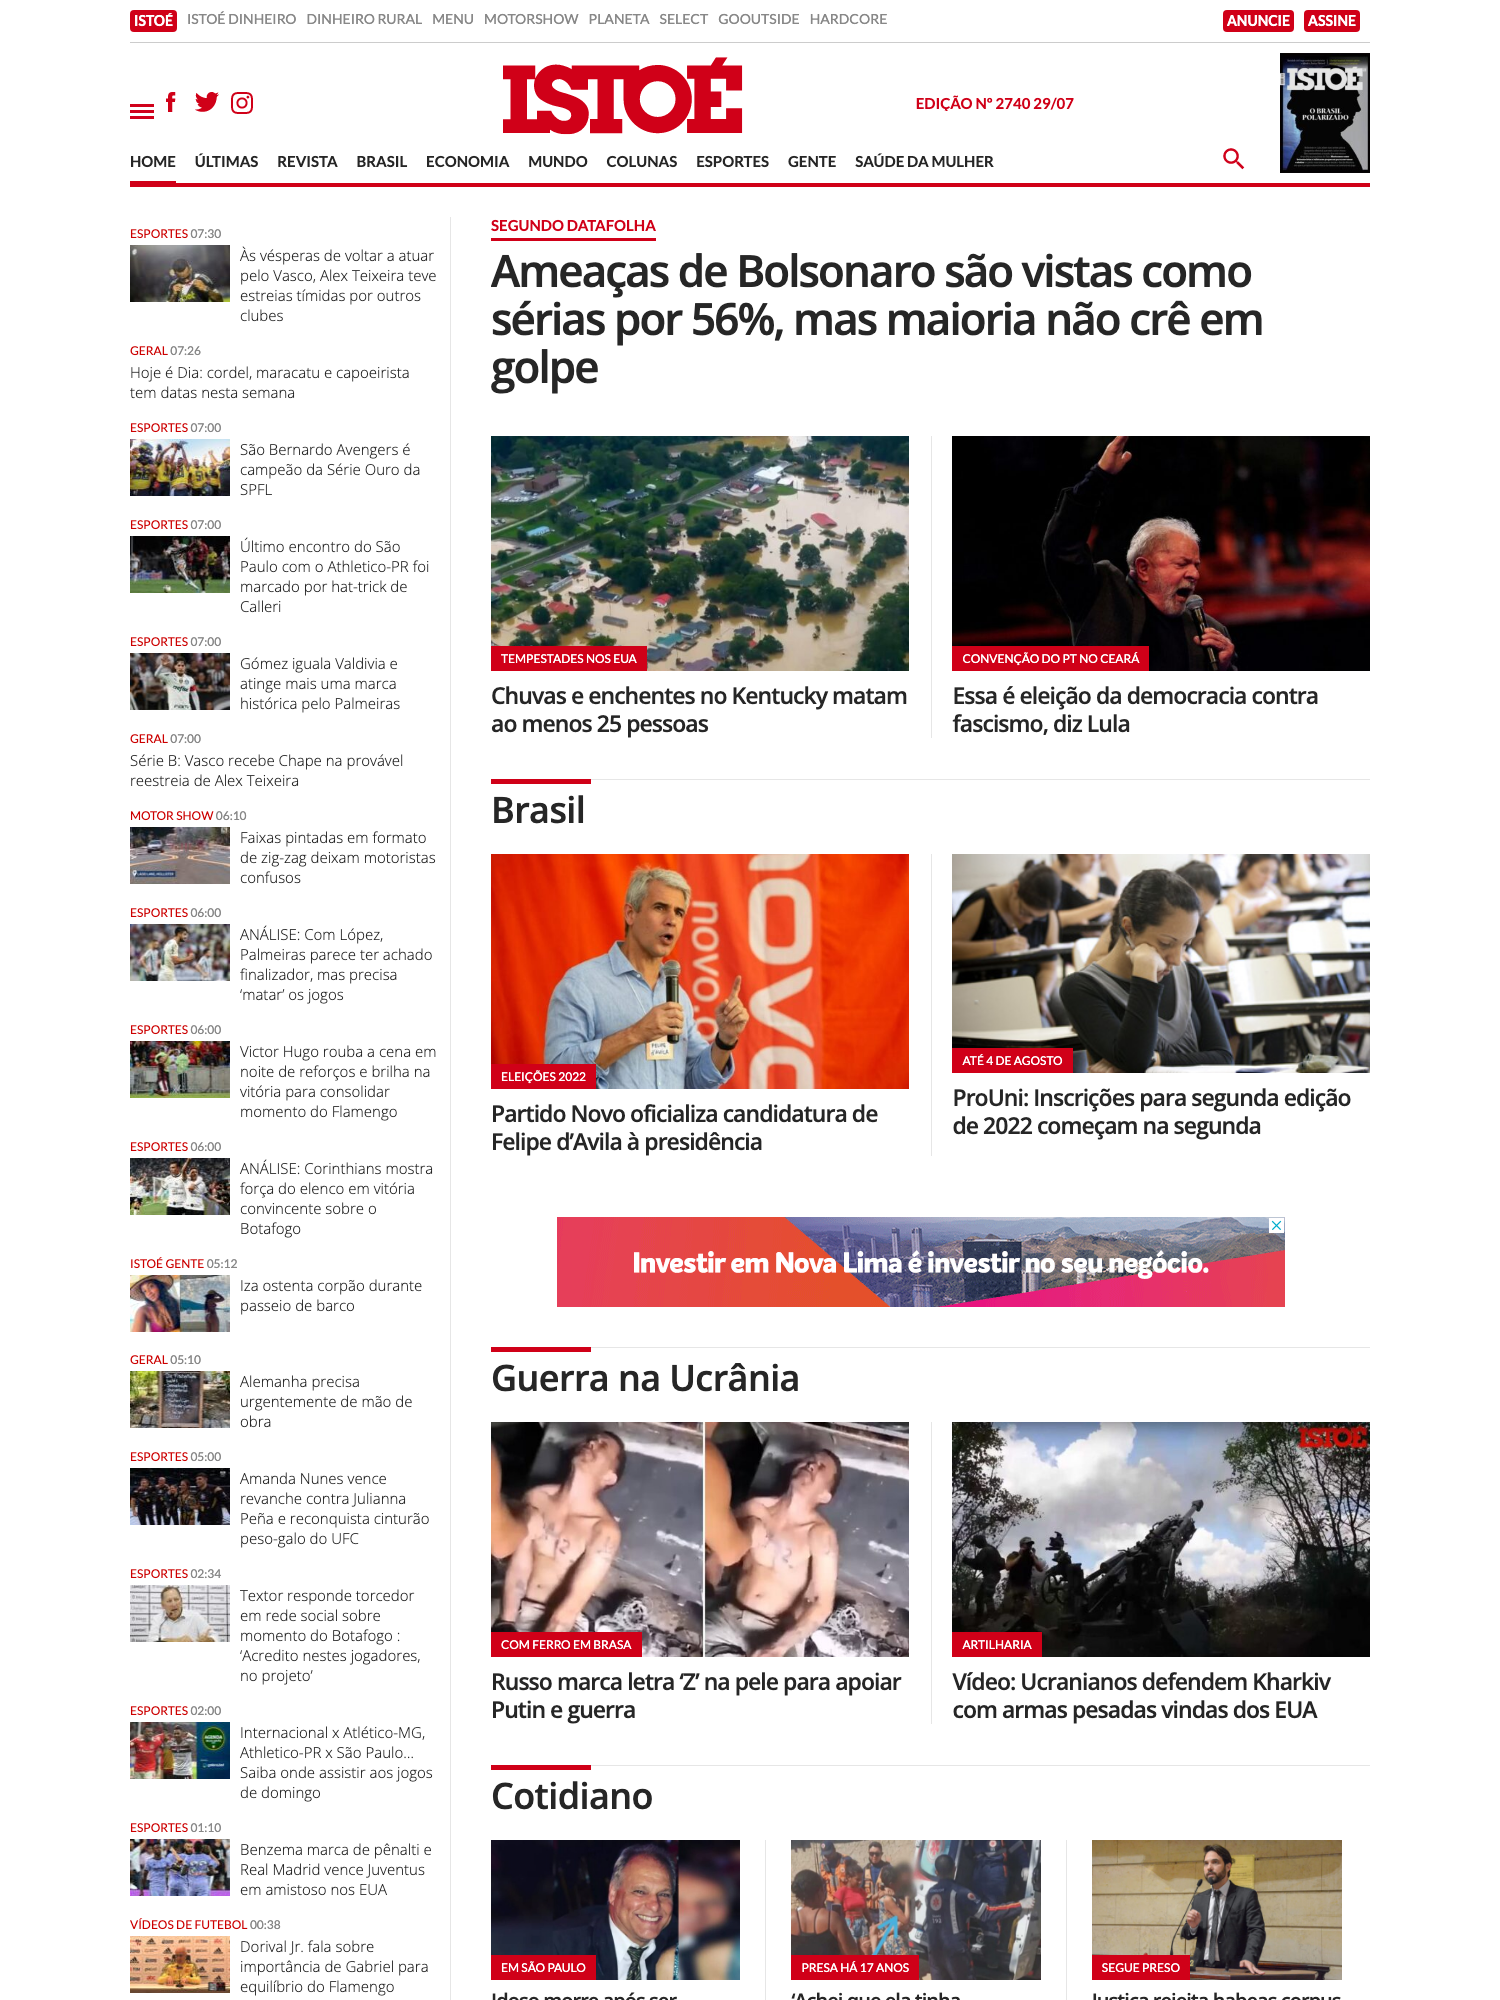 ISTOÉ ISTOÉ DINHEIRO DINHEIRO RURAL MENU MOTORSHOW PLANETA SELECT GOOUTSIDE HARDCORE ANUNCIE ASSINE
ISTOÉ
EDIÇÃO Nº 2740 29/07
ISTOÉ
O BRASIL
POLARIZADO
HOME ÚLTIMAS REVISTA BRASIL ECONOMIA MUNDO COLUNAS ESPORTES GENTE SAÚDE DA MULHER
ESPORTES 07:30
Às vésperas de voltar a atuar
pelo Vasco, Alex Teixeira teve
estreias tímidas por outros
clubes
GERAL 07:26
Hoje é Dia: cordel, maracatu e capoeirista
tem datas nesta semana
ESPORTES 07:00
São Bernardo Avengers é
campeão da Série Ouro da
SPFL
ESPORTES 07:00
Último encontro do São
Paulo com o Athletico-PR foi
marcado por hat-trick de
Calleri
ESPORTES 07:00
Gómez iguala Valdivia e
atinge mais uma marca
histórica pelo Palmeiras
GERAL 07:00
Série B: Vasco recebe Chape na provável
reestreia de Alex Teixeira
MOTOR SHOW 06:10
Faixas pintadas em formato
de zig-zag deixam motoristas
confusos
ESPORTES 06:00
ANÁLISE: Com López,
Palmeiras parece ter achado
finalizador, mas precisa
‘matar’ os jogos
ESPORTES 06:00
Victor Hugo rouba a cena em
noite de reforços e brilha na
vitória para consolidar
momento do Flamengo
ESPORTES 06:00
ANÁLISE: Corinthians mostra
força do elenco em vitória
convincente sobre o
Botafogo
ISTOÉ GENTE 05:12
Iza ostenta corpão durante
passeio de barco
GERAL 05:10
Alemanha precisa
urgentemente de mão de
obra
ESPORTES 05:00
Amanda Nunes vence
revanche contra Julianna
Peña e reconquista cinturão
peso-galo do UFC
ESPORTES 02:34
Textor responde torcedor
em rede social sobre
momento do Botafogo :
‘Acredito nestes jogadores,
no projeto’
ESPORTES 02:00
Internacional x Atlético-MG,
Athletico-PR x São Paulo...
Saiba onde assistir aos jogos
de domingo
ESPORTES 01:10
Benzema marca de pênalti e
Real Madrid vence Juventus
em amistoso nos EUA
VÍDEOS DE FUTEBOL 00:38
Dorival Jr. fala sobre
importância de Gabriel para
equilíbrio do Flamengo
SEGUNDO DATAFOLHA
Ameaças de Bolsonaro são vistas como
sérias por 56%, mas maioria não crê em
golpe
TEMPESTADES NOS EUA
Chuvas e enchentes no Kentucky matam
ao menos 25 pessoas
CONVENÇÃO DO PT NO CEARÁ
Essa é eleição da democracia contra
fascismo, diz Lula
Brasil
novo
FELIPE
D'AVILA
ELEIÇÕES 2022
Partido Novo oficializa candidatura de
Felipe d’Avila à presidência
ATÉ 4 DE AGOSTO
ProUni: Inscrições para segunda edição
de 2022 começam na segunda
Investir em Nova Lima é investir no seu negócio.
Guerra na Ucrânia
COM FERRO EM BRASA
Russo marca letra ‘Z’ na pele para apoiar
Putin e guerra
ISTOÉ
ARTILHARIA
Vídeo: Ucranianos defendem Kharkiv
com armas pesadas vindas dos EUA
Cotidiano
EM SÃO PAULO
Idoso morre após ser
PRESA HÁ 17 ANOS
‘Achei que ela tinha
SEGUE PRESO
Justiça rejeita habeas corpus